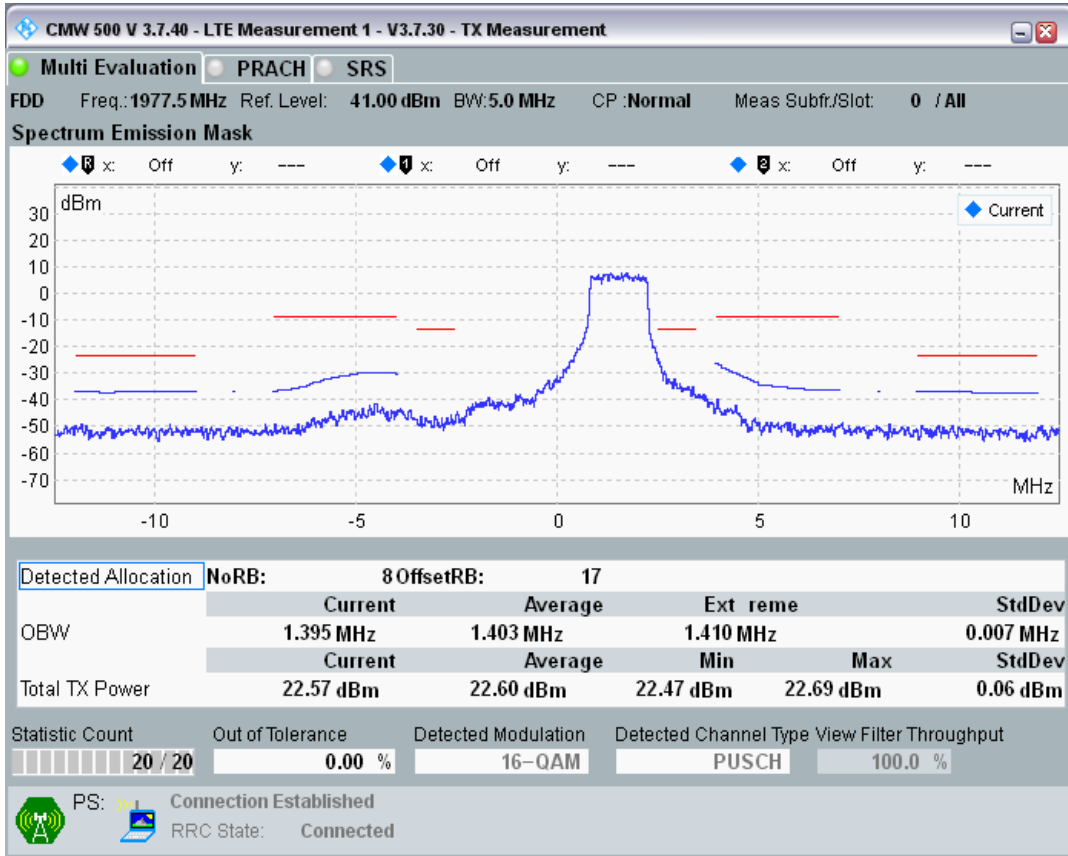 CMW 500 V 3.7.40 - LTE Measurement 1 - V3.7.30 - TX Measurement
Multi Evaluation PRACH SRS
FDD Freq.: 1977.5 MHz Ref. Level: 41.00 dBm BW: 5.0 MHz CP : Normal Meas Subfr./Slot: 0 / All
Spectrum Emission Mask
R x: Off y: --- 1 x: Off y: --- 2 x: Off y: ---
dBm
Current
30
20
10
0
-10
-20
-30
-40
-50
-60
-70
MHz
-10 -5 0 5 10
Detected Allocation NoRB: 8 OffsetRB: 17
Current Average Ext reme StdDev
OBW 1.395 MHz 1.403 MHz 1.410 MHz 0.007 MHz
Current Average Min Max StdDev
Total TX Power 22.57 dBm 22.60 dBm 22.47 dBm 22.69 dBm 0.06 dBm
Statistic Count Out of Tolerance Detected Modulation Detected Channel Type View Filter Throughput
20 / 20 0.00 % 16-QAM PUSCH 100.0 %
PS: Connection Established
RRC State: Connected